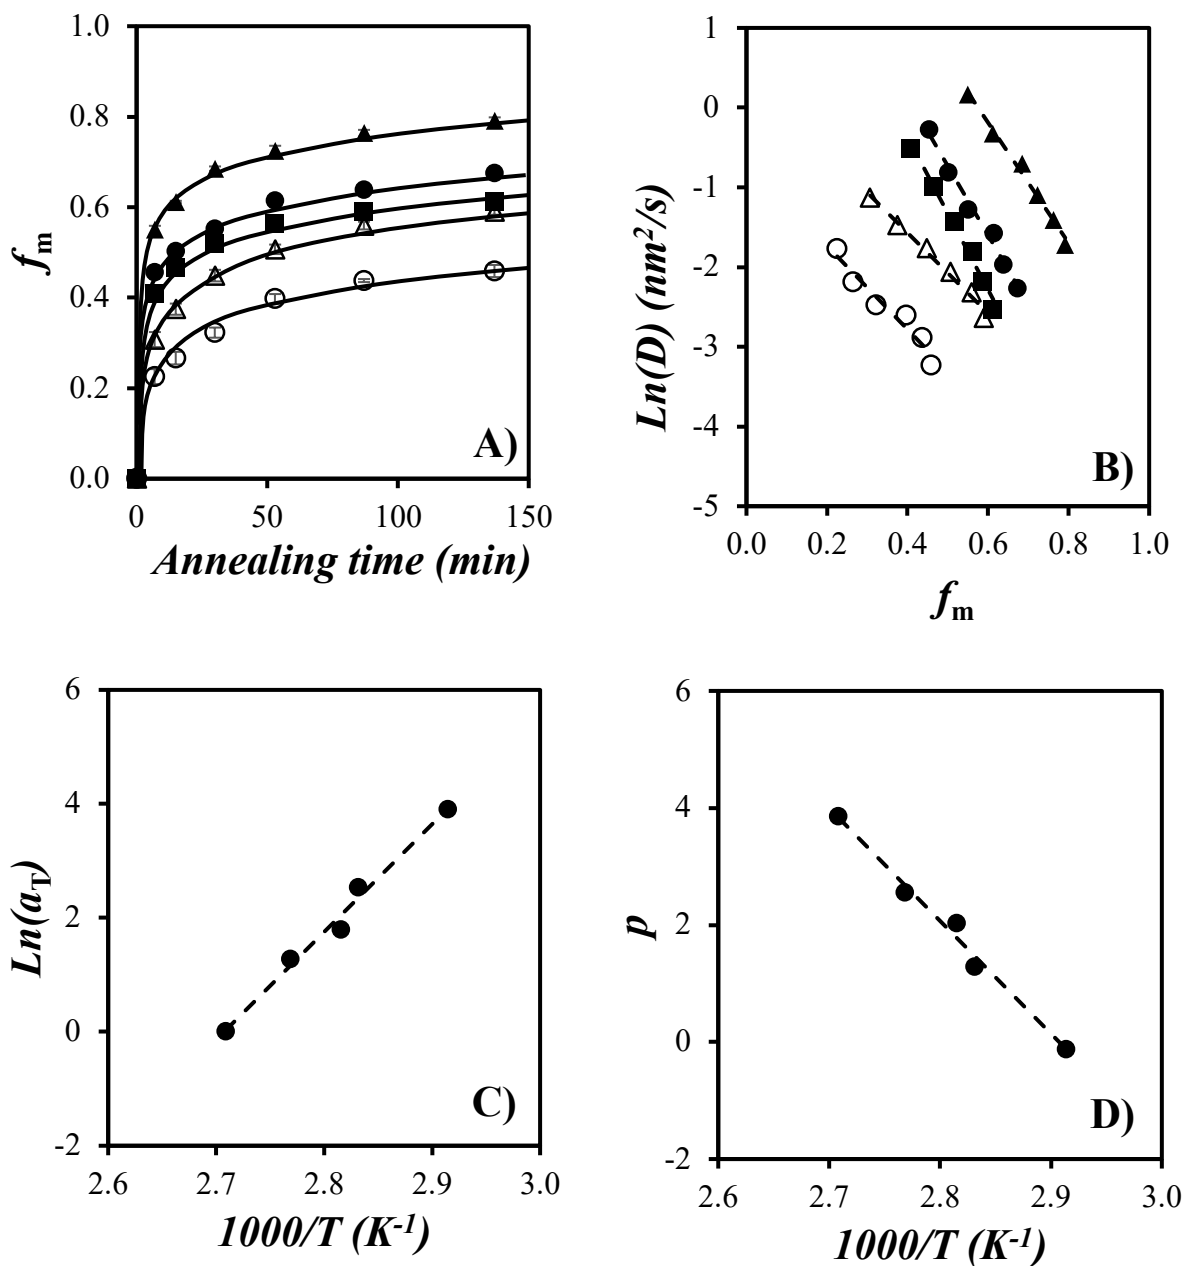 1.0
0.8
0.6
0.4
0.2
0.0
f_m
0 50 100 150
Annealing time (min)
A)
1
0
-1
-2
-3
-4
-5
Ln(D) (nm²/s)
0.0 0.2 0.4 0.6 0.8 1.0
f_m
B)
6
4
2
0
-2
Ln(a_T)
2.6 2.7 2.8 2.9 3.0
1000/T (K⁻¹)
C)
6
4
2
0
-2
p
2.6 2.7 2.8 2.9 3.0
1000/T (K⁻¹)
D)